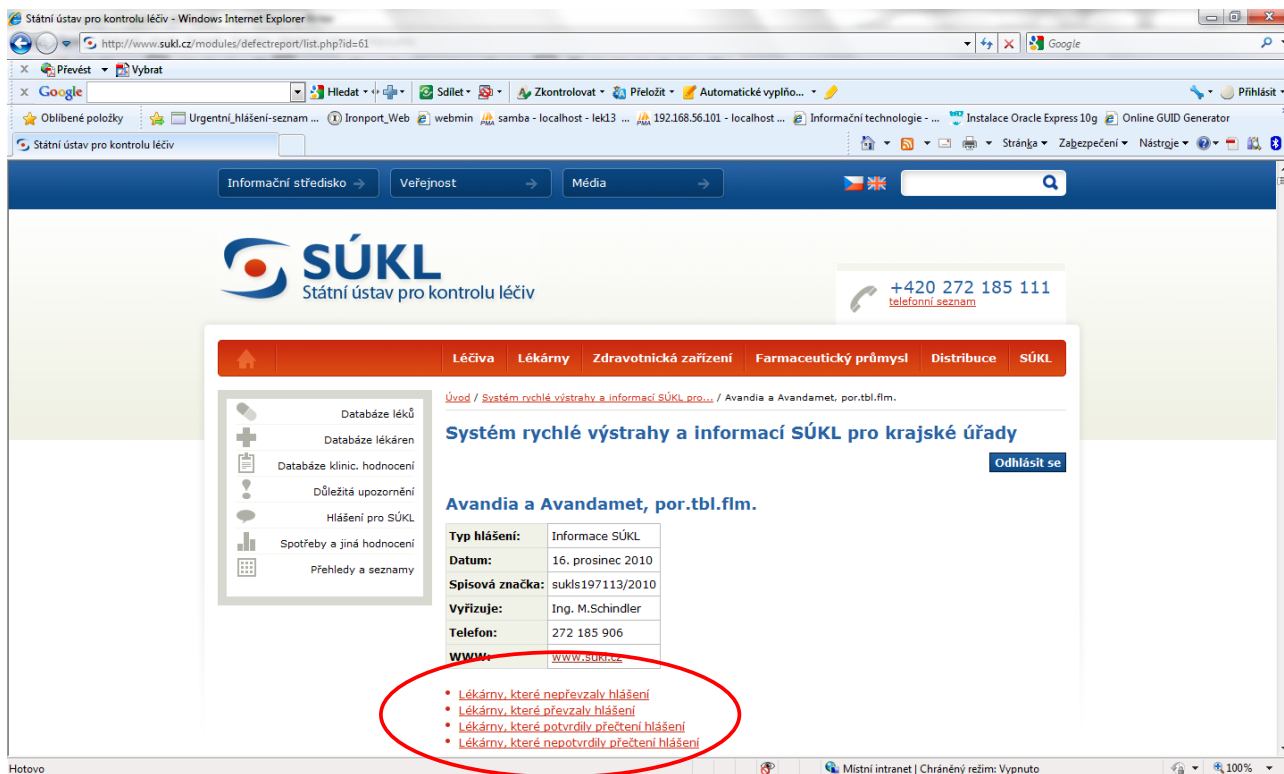 Státní ústav pro kontrolu léčiv - Windows Internet Explorer
http://www.sukl.cz/modules/defectreport/list.php?id=61
Google
x Převést Vybrat
x Google Hledat Sdílet Zkontrolovat Přeložit Automatické vyplňo... Přihlásit
Oblíbené položky Urgentní_hlášení-seznam ... Ironport_Web webmin samba - localhost - lek13 ... 192.168.56.101 - localhost ... Informační technologie - ... Instalace Oracle Express 10g Online GUID Generator
Státní ústav pro kontrolu léčiv
Stránka Zabezpečení Nástroje
Informační středisko Veřejnost Média
SÚKL
Státní ústav pro kontrolu léčiv
+420 272 185 111
telefonní seznam
Léčiva Lékárny Zdravotnická zařízení Farmaceutický průmysl Distribuce SÚKL
Databáze léků
Databáze lékáren
Databáze klinic. hodnocení
Důležitá upozornění
Hlášení pro SÚKL
Spotřeby a jiná hodnocení
Přehledy a seznamy
Úvod / Systém rychlé výstrahy a informací SÚKL pro... / Avandia a Avandamet, por.tbl.flm.
Systém rychlé výstrahy a informací SÚKL pro krajské úřady
Odhlásit se
Avandia a Avandamet, por.tbl.flm.
Typ hlášení: Informace SÚKL
Datum: 16. prosinec 2010
Spisová značka: sukls197113/2010
Vyřizuje: Ing. M.Schindler
Telefon: 272 185 906
WWW: www.sukl.cz
Lékárny, které nepřevzaly hlášení
Lékárny, které převzaly hlášení
Lékárny, které potvrdily přečtení hlášení
Lékárny, které nepotvrdily přečtení hlášení
Hotovo
Místní intranet | Chráněný režim: Vypnuto
100%